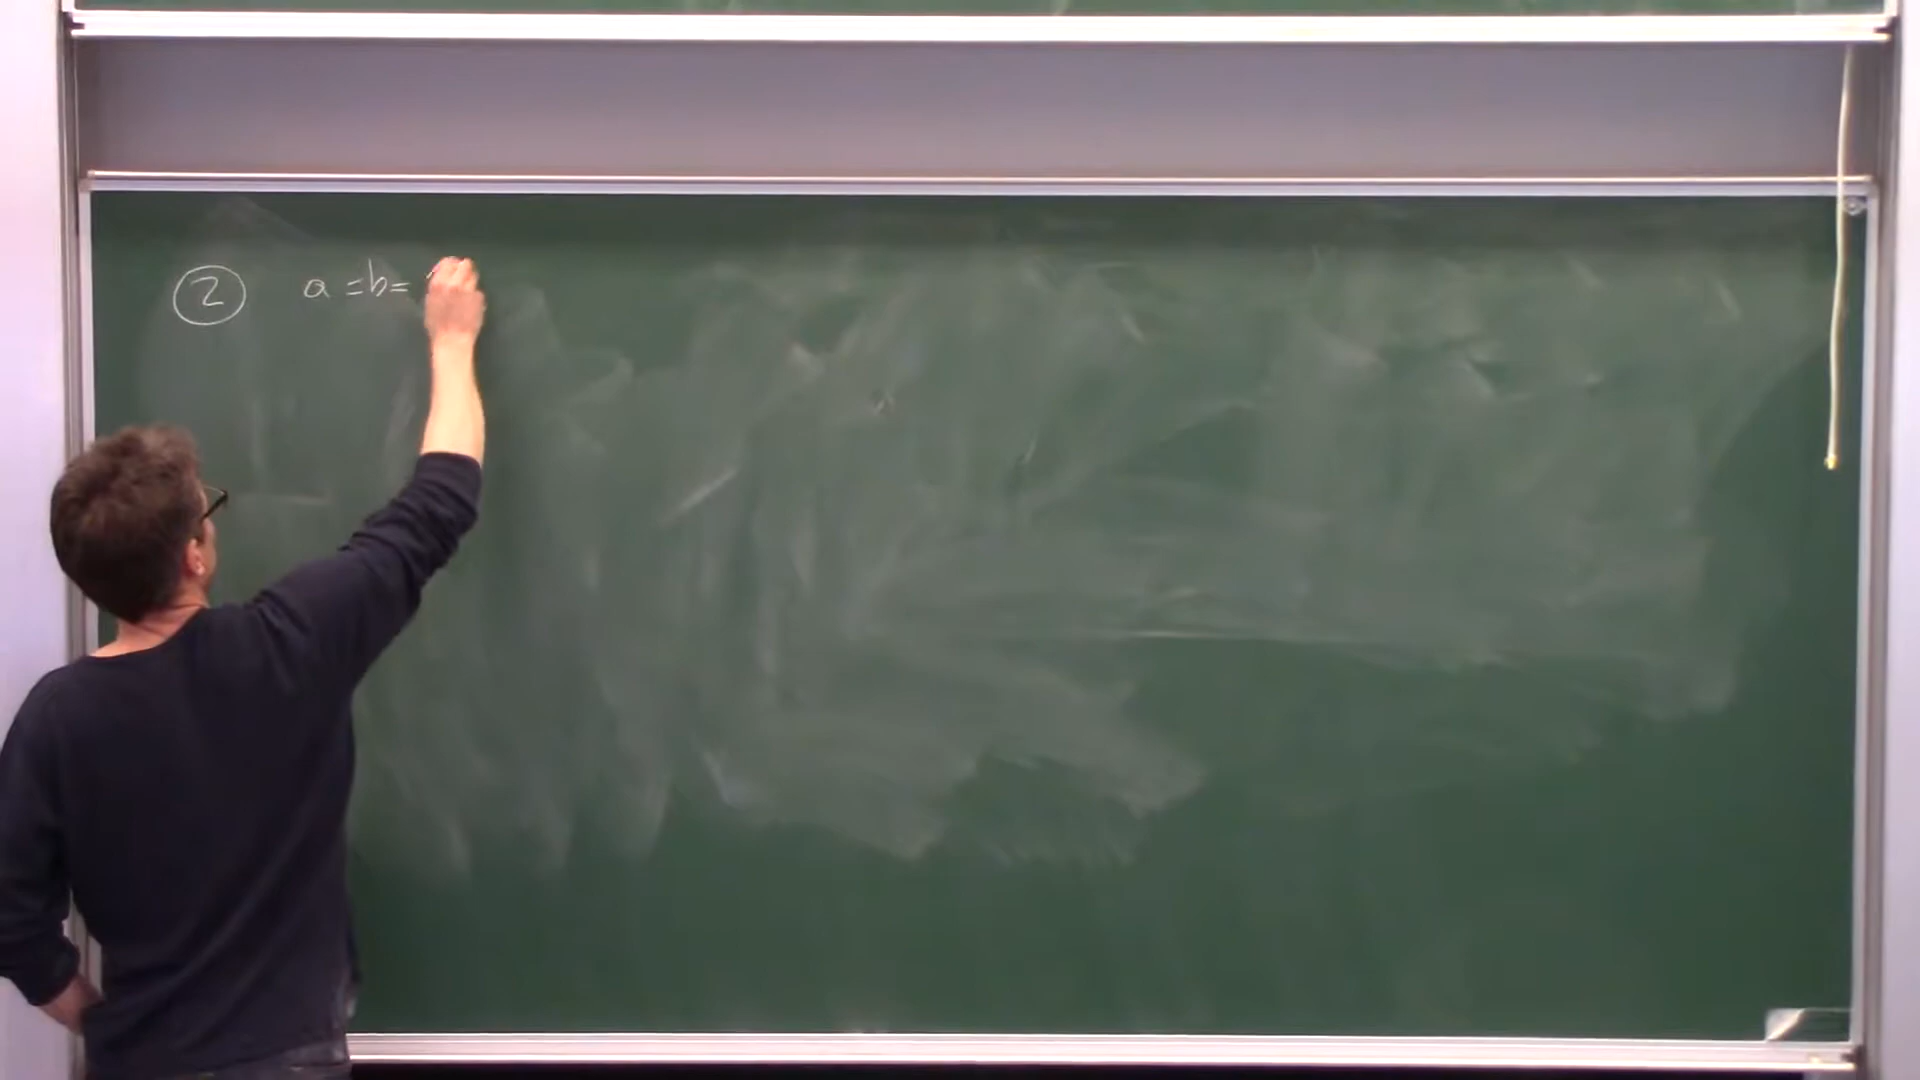 ② a = b =